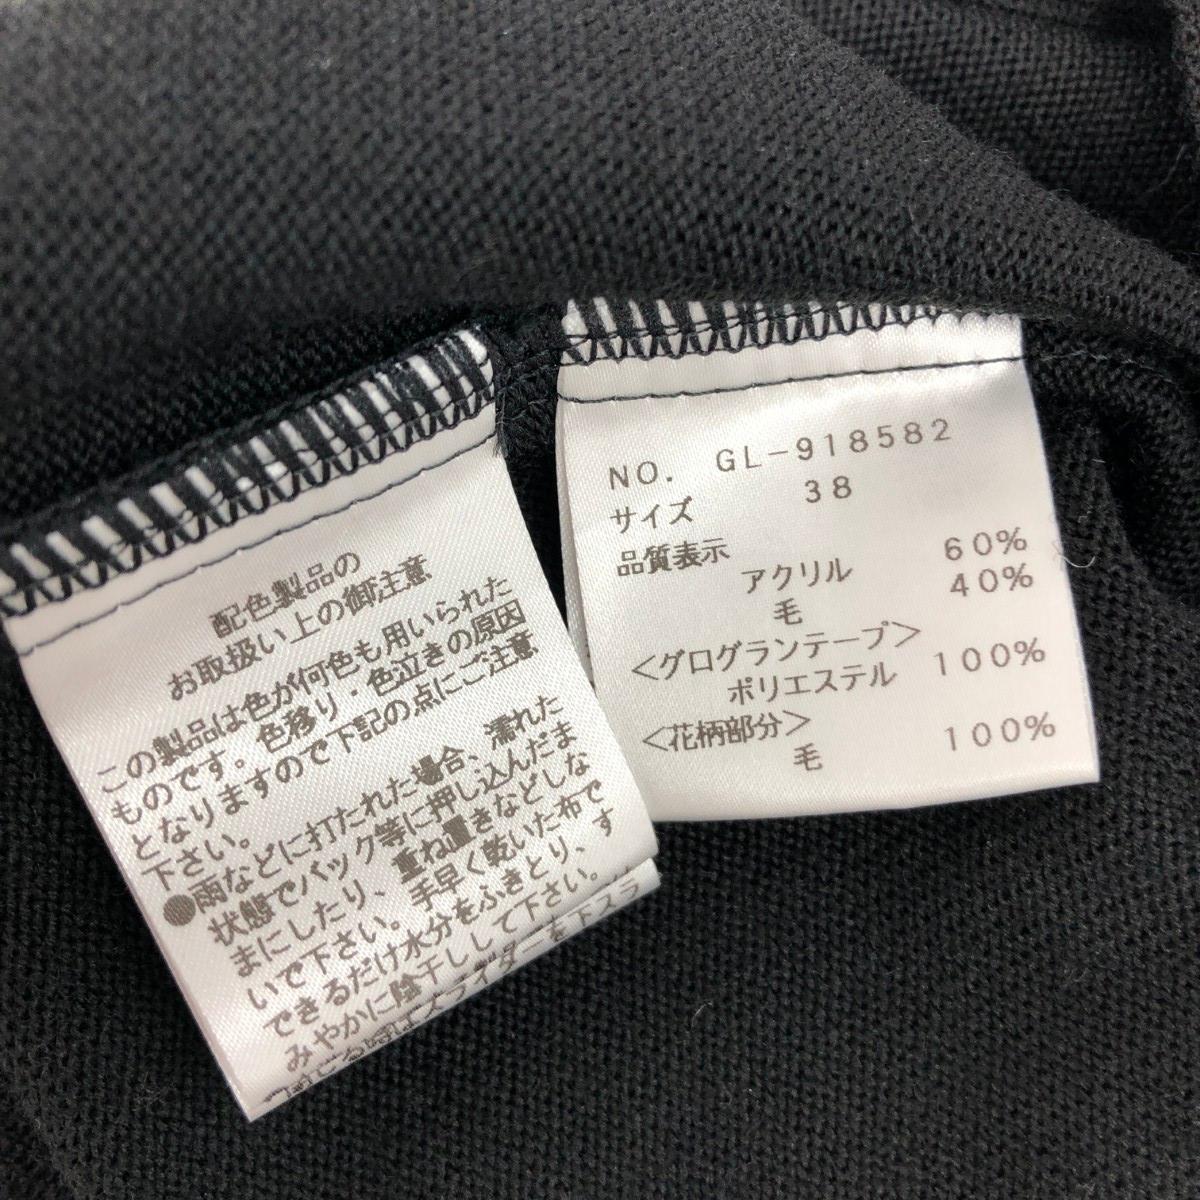 配色製品の
お取扱い上の御注意
この製品は色が何色も用いられた
ものです。色移り・色泣きの原因
となりますので下記の点にご注意
下さい。
●雨などに打たれた場合、濡れた
状態でバック等に押し込んだま
まにしたり、重ね置きなどしな
いで下さい。手早く乾いた布で
できるだけ水分をふきとり、す
みやかに陰干しして下さい。
NO. GL-918582
サイズ 38
品質表示
アクリル 60%
毛 40%
<グログランテープ>
ポリエステル 100%
<花柄部分>
毛 100%